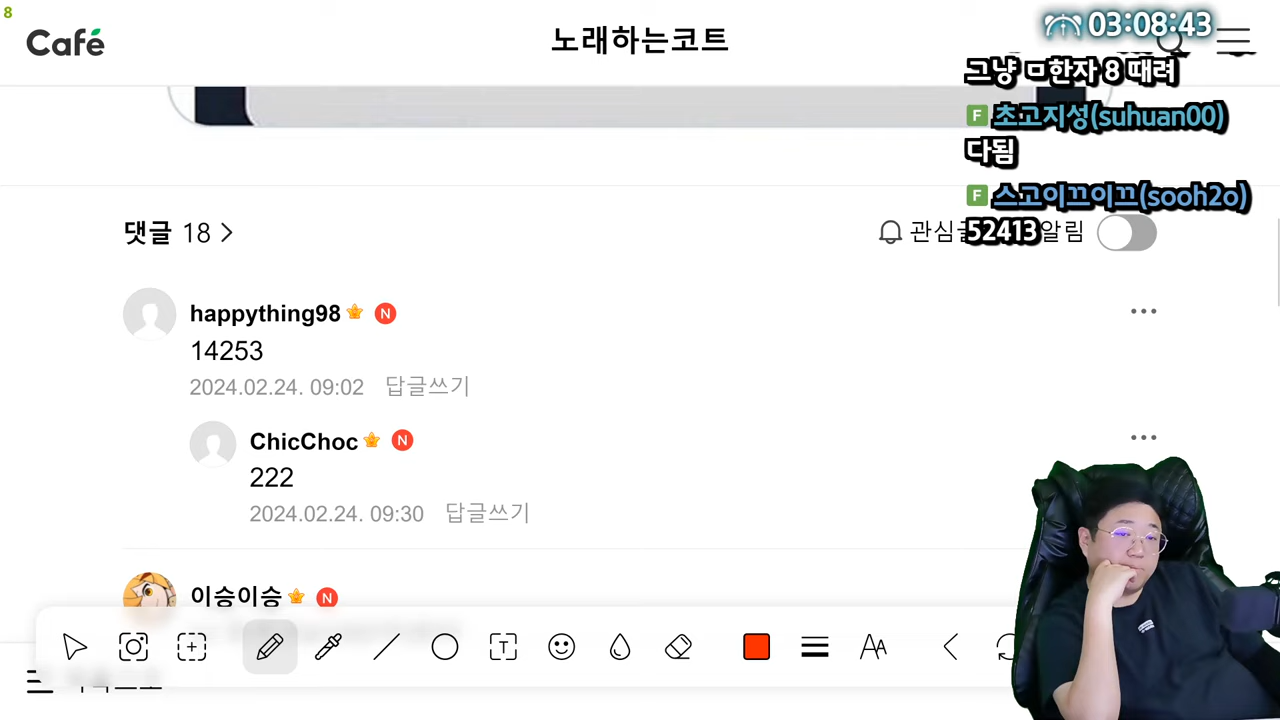 8
Café
노래하는코트
03:08:43
그냥 ㅁ한자 8 때려
F 초고지성(suhuan00)
다됨
F 스고이끄이끄(sooh2o)
52413
댓글 18
관심
알림
happything98 N
14253
2024.02.24. 09:02 답글쓰기
ChicChoc N
222
2024.02.24. 09:30 답글쓰기
이승이승 N
T
AA